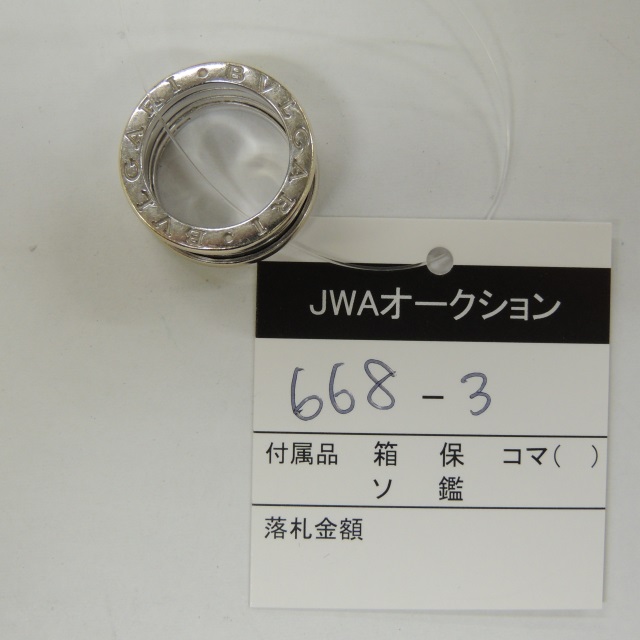 BVLGARI • BVLGARI •
JWAオークション
668-3
付属品 箱 保 コマ( )
ソ 鑑
落札金額